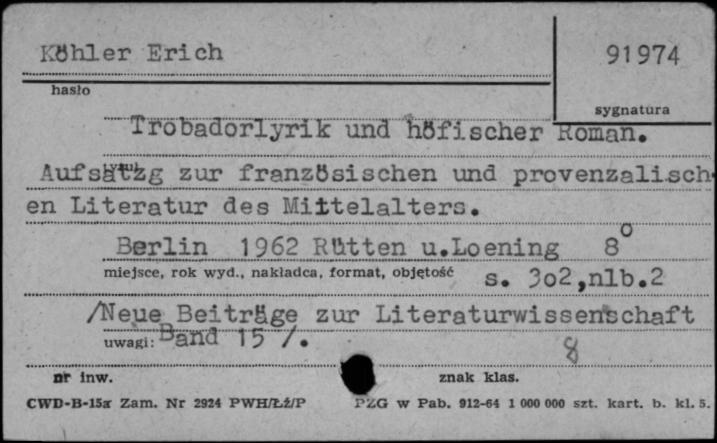 Köhler Erich 91974
hasło
sygnatura
Trobadorlyrik und höfischer Roman.
Aufsätzg zur französischen und provenzalisch-
en Literatur des Mittelalters.
Berlin 1962 Rütten u.Loening 8⁰
miejsce, rok wyd., nakładca, format, objętość s. 3o2,nlb.2
/Neue Beiträge zur Literaturwissenschaft
uwagi: Band 15 /.
8
nr inw. znak klas.
CWD-B-15a Zam. Nr 2924 PWH/Łź/P PZG w Pab. 912-64 1 000 000 szt. kart. b. kl. 5.